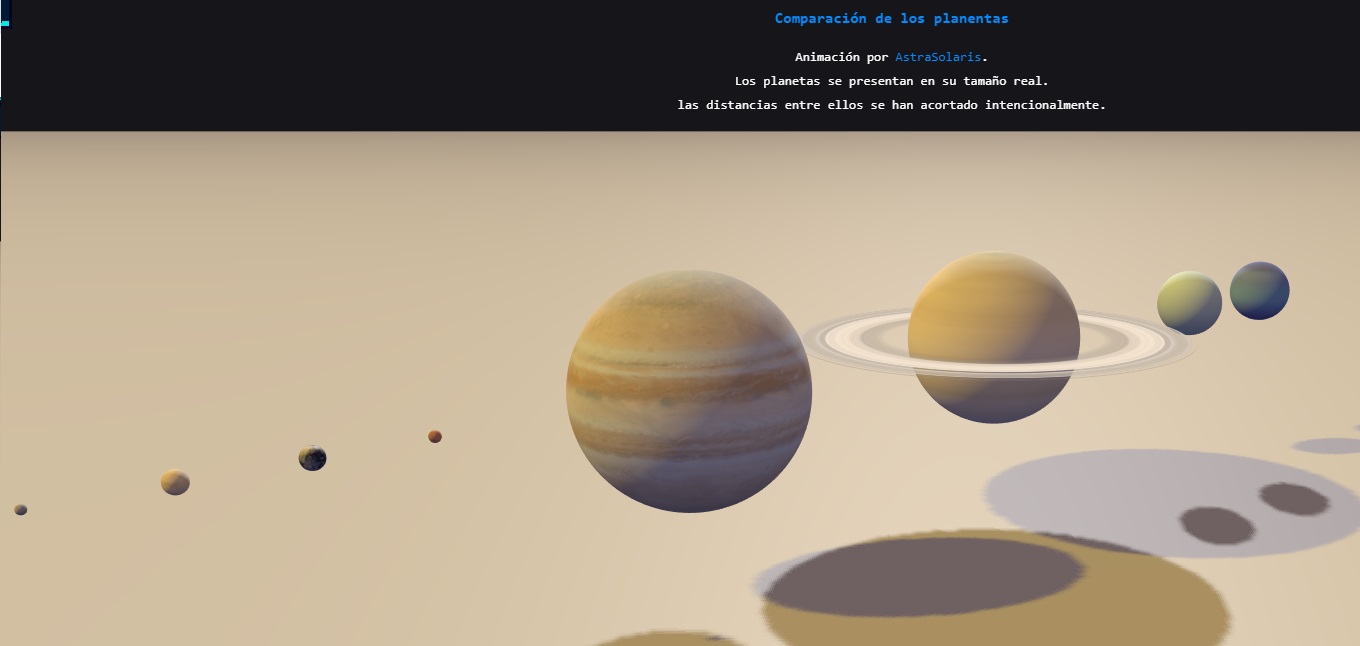 Comparación de los planentas
Animación por AstraSolaris.
Los planetas se presentan en su tamaño real.
las distancias entre ellos se han acortado intencionalmente.